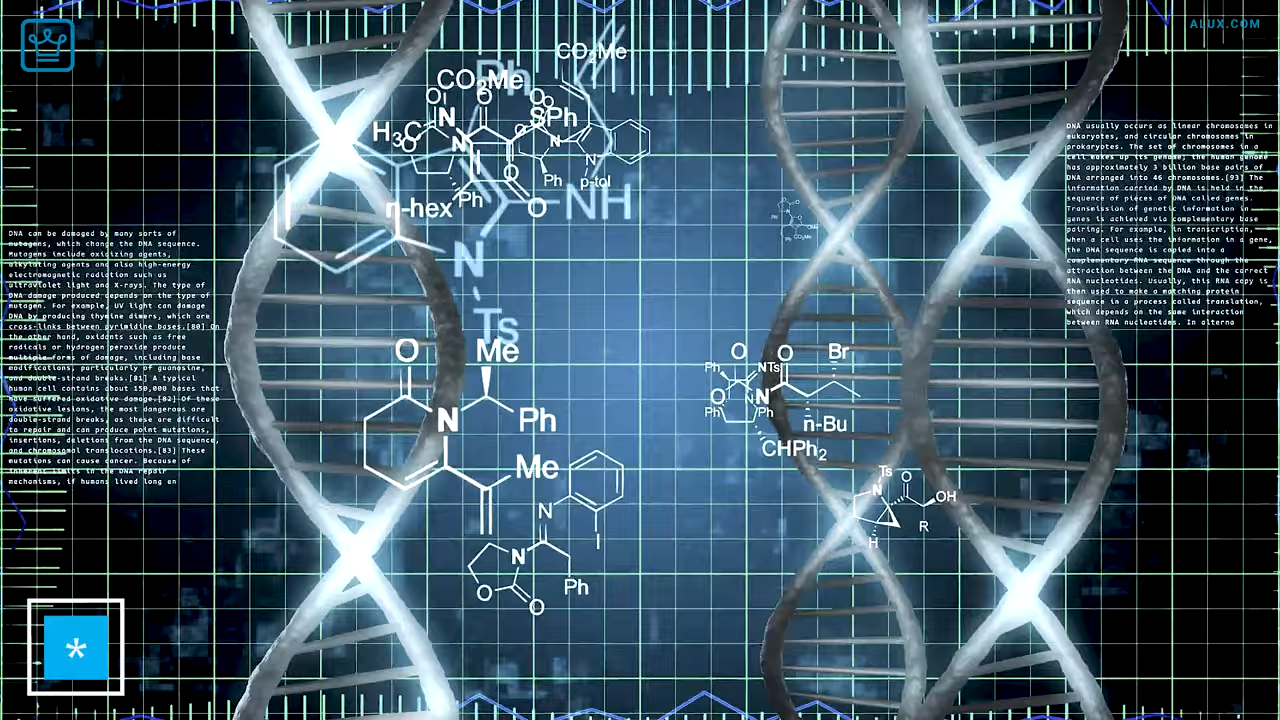 ALUX.COM
CO2Me
Ph
CO2Me
O
N
O
O
SPh
H3C
N
N
Ph
p-tol
Ph
O
n-hex
O
NH
N
Ts
DNA usually occurs as linear chromosomes in
eukaryotes, and circular chromosomes in
prokaryotes. The set of chromosomes in a
cell makes up its genome; the human genome
has approximately 3 billion base pairs of
DNA arranged into 46 chromosomes.[93] The
information carried by DNA is held in the
sequence of pieces of DNA called genes.
Transmission of genetic information in
genes is achieved via complementary base
pairing. For example, in transcription,
when a cell uses the information in a gene,
the DNA sequence is copied into a
complementary RNA sequence through the
attraction between the DNA and the correct
RNA nucleotides. Usually, this RNA copy is
then used to make a matching protein
sequence in a process called translation,
which depends on the same interaction
between RNA nucleotides. In alterna
DNA can be damaged by many sorts of
mutagens, which change the DNA sequence.
Mutagens include oxidizing agents,
alkylating agents and also high-energy
electromagnetic radiation such as
ultraviolet light and X-rays. The type of
DNA damage produced depends on the type of
mutagen. For example, UV light can damage
DNA by producing thymine dimers, which are
cross-links between pyrimidine bases.[80] On
the other hand, oxidants such as free
radicals or hydrogen peroxide produce
multiple forms of damage, including base
modifications, particularly of guanosine,
and double-strand breaks.[81] A typical
human cell contains about 150,000 bases that
have suffered oxidative damage.[82] Of these
oxidative lesions, the most dangerous are
double-strand breaks, as these are difficult
to repair and can produce point mutations,
insertions, deletions from the DNA sequence,
and chromosomal translocations.[83] These
mutations can cause cancer. Because of
inherent limits in the DNA repair
mechanisms, if humans lived long en
O
Me
N
Ph
Me
N
I
N
Ph
O
O
O
O
Br
Ph
NTs
O
N
Ph
Ph
n-Bu
CHPh2
Ts
N
O
OH
R
H
*